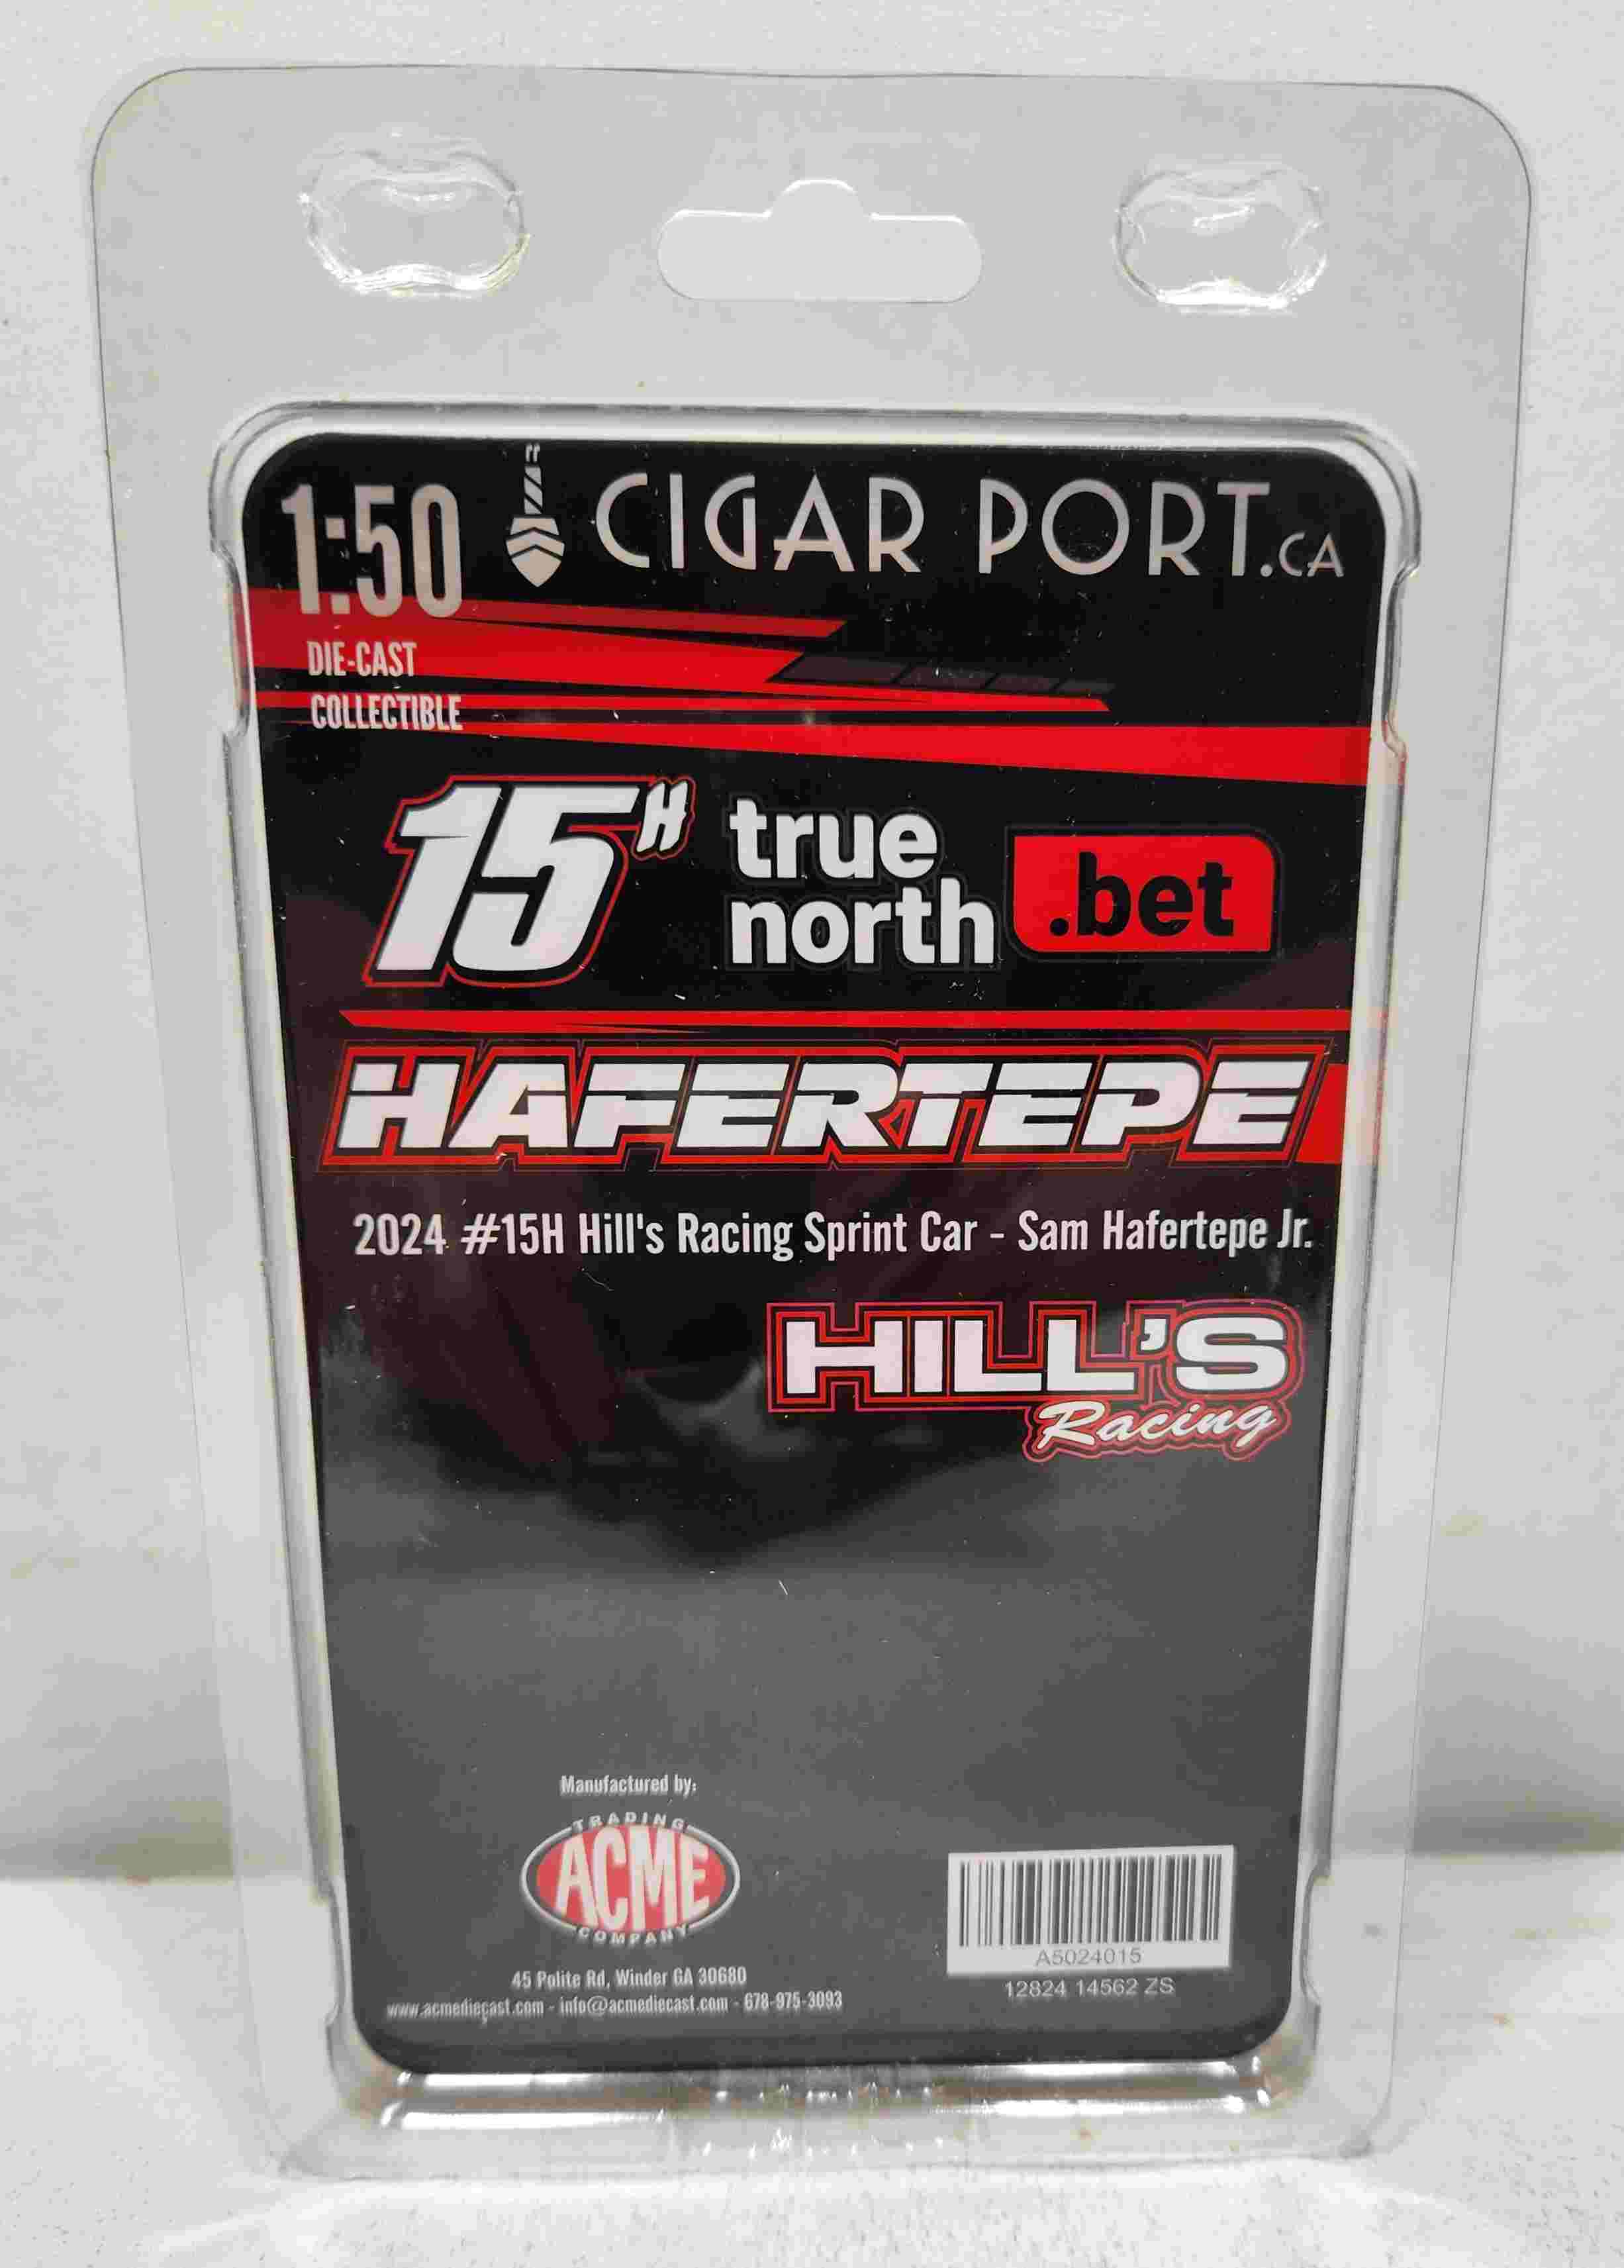 1:50 CIGAR PORT.CA
DIE-CAST
COLLECTIBLE
15H true north .bet
HAFERTEPE
2024 #15H Hill's Racing Sprint Car - Sam Hafertepe Jr.
HILL'S
Racing
Manufactured by:
TRADING
ACME
COMPANY
45 Polite Rd, Winder GA 30680
www.acmediecast.com - info@acmediecast.com - 678-975-3093
A5024015
12824 14562 ZS